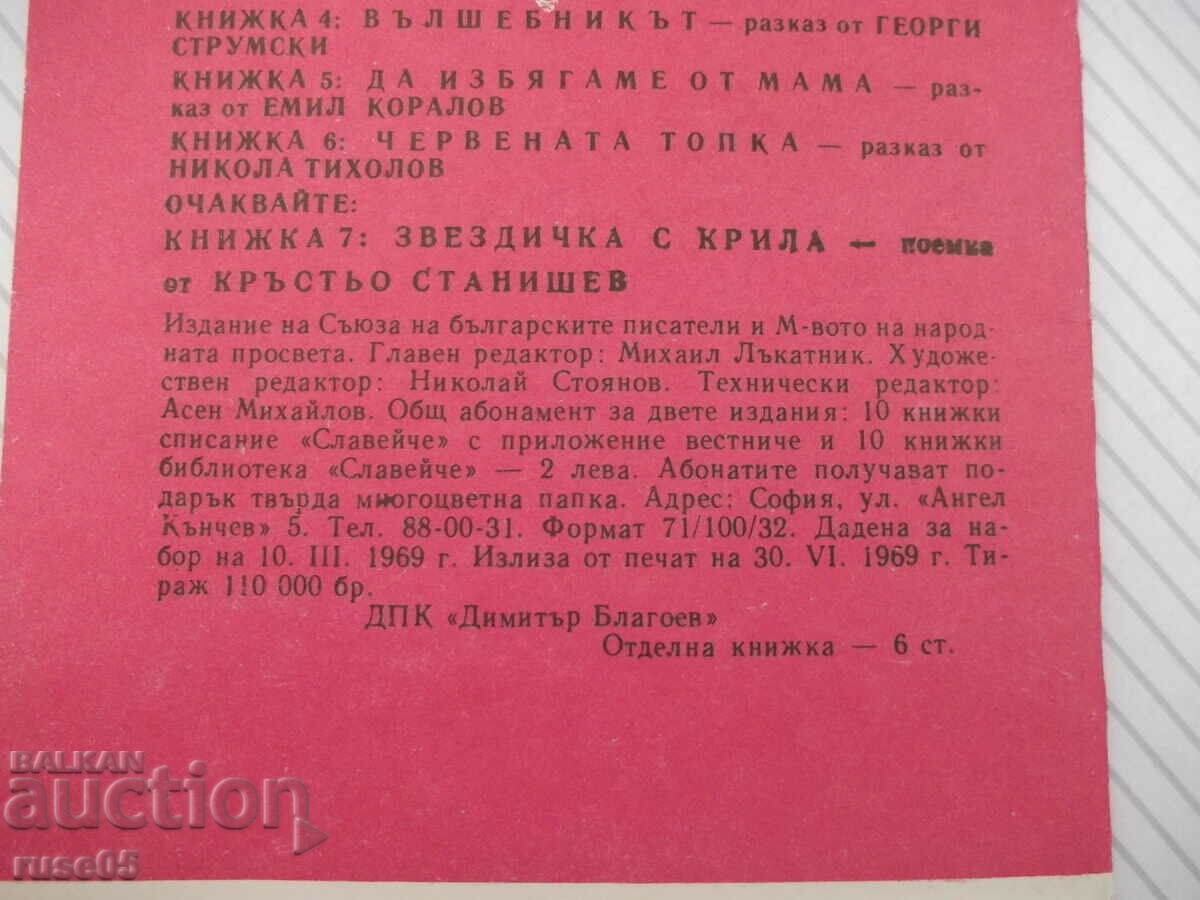 КНИЖКА 4: ВЪЛШЕБНИКЪТ — разказ от ГЕОРГИ
СТРУМСКИ
КНИЖКА 5: ДА ИЗБЯГАМЕ ОТ МАМА — раз-
каз от ЕМИЛ КОРАЛОВ
КНИЖКА 6: ЧЕРВЕНАТА ТОПКА — разказ от
НИКОЛА ТИХОЛОВ
ОЧАКВАЙТЕ:
КНИЖКА 7: ЗВЕЗДИЧКА С КРИЛА — поемка
от КРЪСТЬО СТАНИШЕВ
Издание на Съюза на българските писатели и М-вото на народ-
ната просвета. Главен редактор: Михаил Лъкатник. Художе-
ствен редактор: Николай Стоянов. Технически редактор:
Асен Михайлов. Общ абонамент за двете издания: 10 книжки
списание «Славейче» с приложение вестниче и 10 книжки
библиотека «Славейче» — 2 лева. Абонатите получават по-
дарък твърда многоцветна папка. Адрес: София, ул. «Ангел
Кънчев» 5. Тел. 88-00-31. Формат 71/100/32. Дадена за на-
бор на 10. III. 1969 г. Излиза от печат на 30. VI. 1969 г. Ти-
раж 110 000 бр.
ДПК «Димитър Благоев»
Отделна книжка — 6 ст.
BALKAN
auction
ruse05